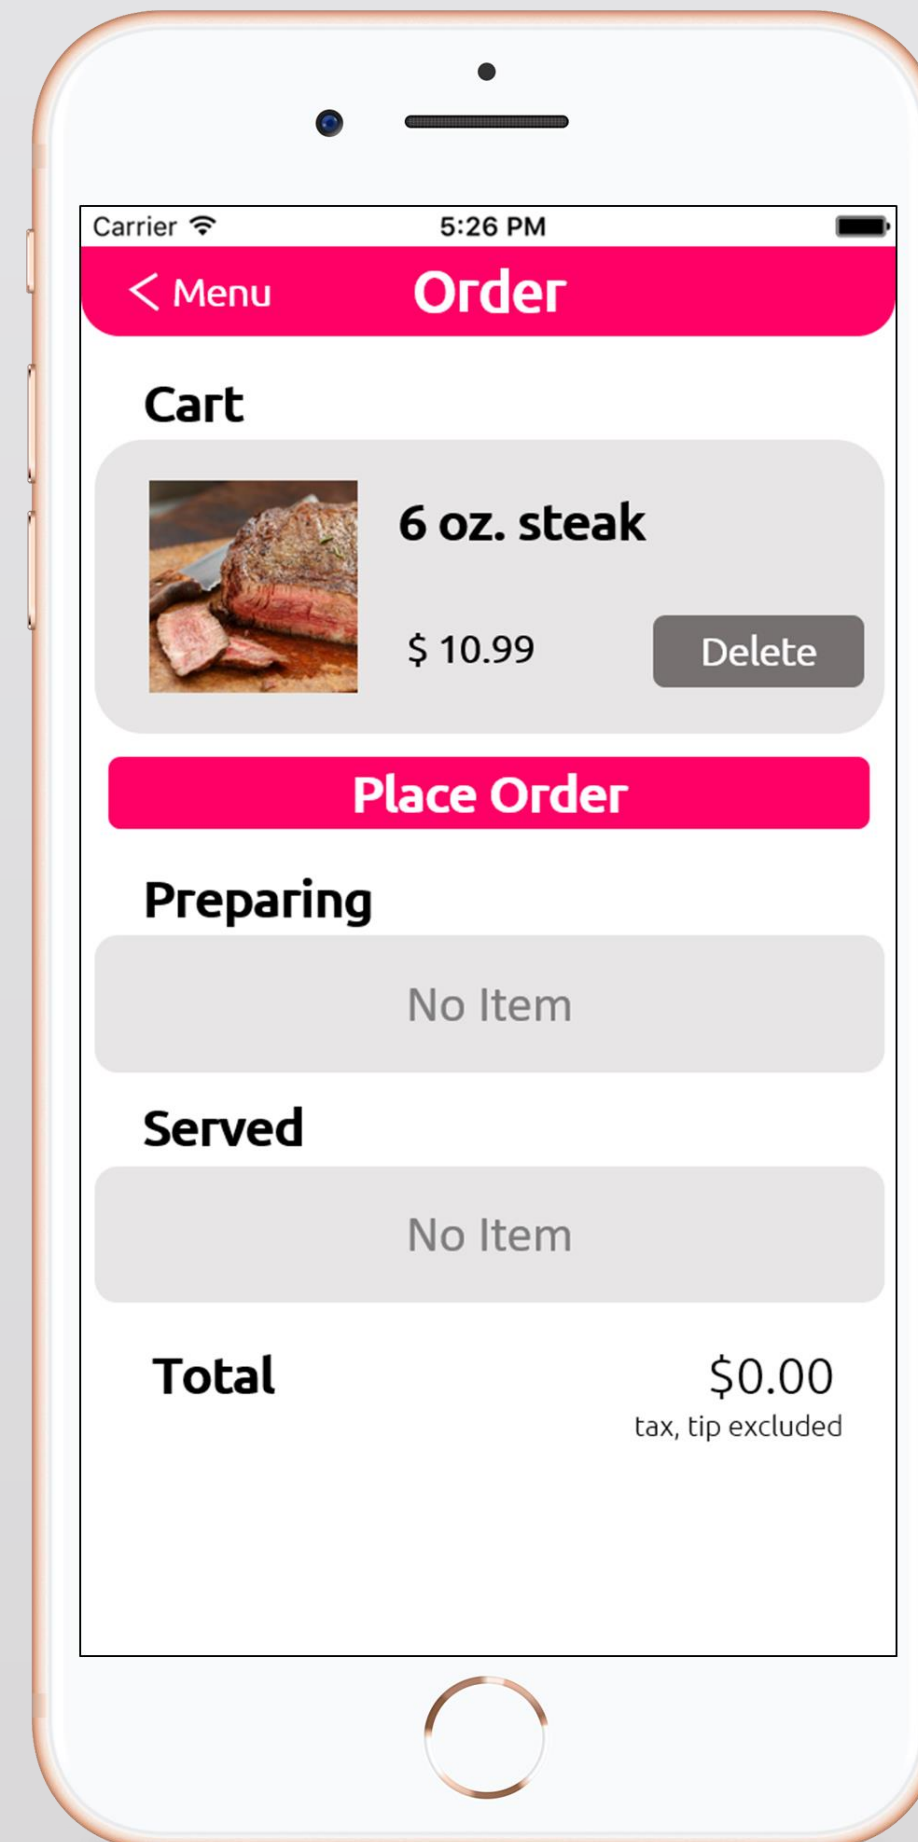 Carrier 5:26 PM
< Menu Order
Cart
6 oz. steak
$ 10.99 Delete
Place Order
Preparing
No Item
Served
No Item
Total $0.00
tax, tip excluded